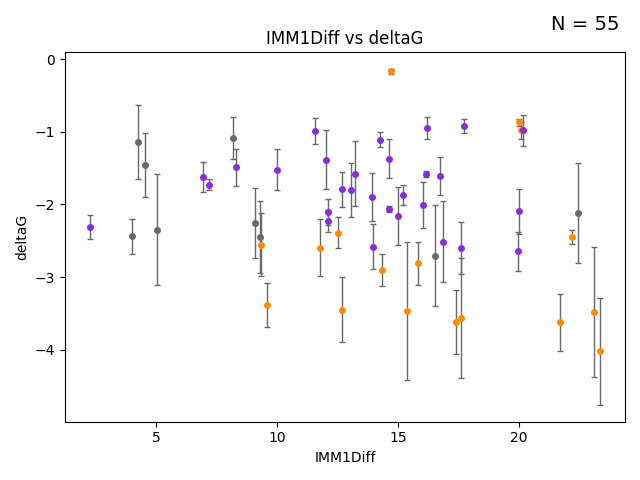 N = 55
IMM1Diff vs deltaG
0
−1
−2
−3
−4
deltaG
5 10 15 20
IMM1Diff